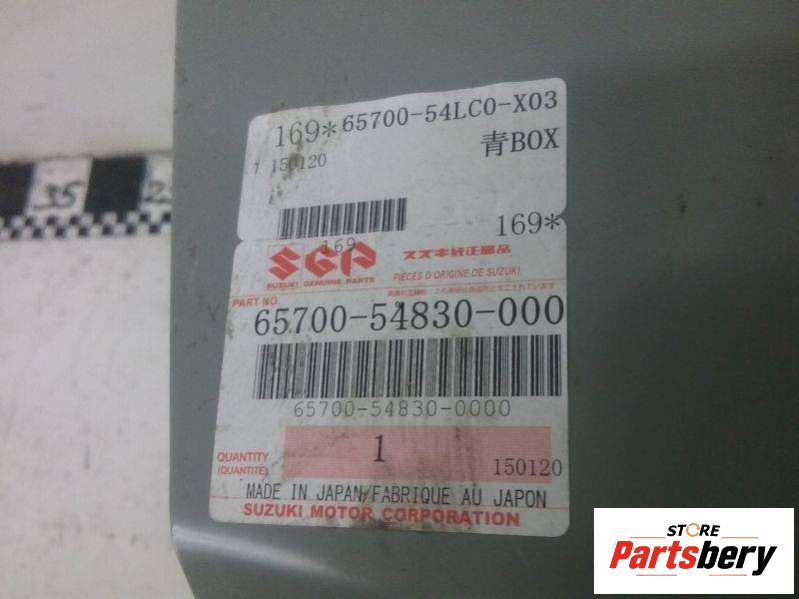 169* 65700-54LC0-X03
150120
青BOX
169*
169
SGP
スズキ純正部品
SUZUKI GENUINE PARTS
PIÈCES D'ORIGINE DE SUZUKI
PART NO.
65700-54830-000
65700-54830-0000
QUANTITY
(QUANTITÉ)
1
150120
MADE IN JAPAN/FABRIQUE AU JAPON
SUZUKI MOTOR CORPORATION
35
STORE
Partsbery